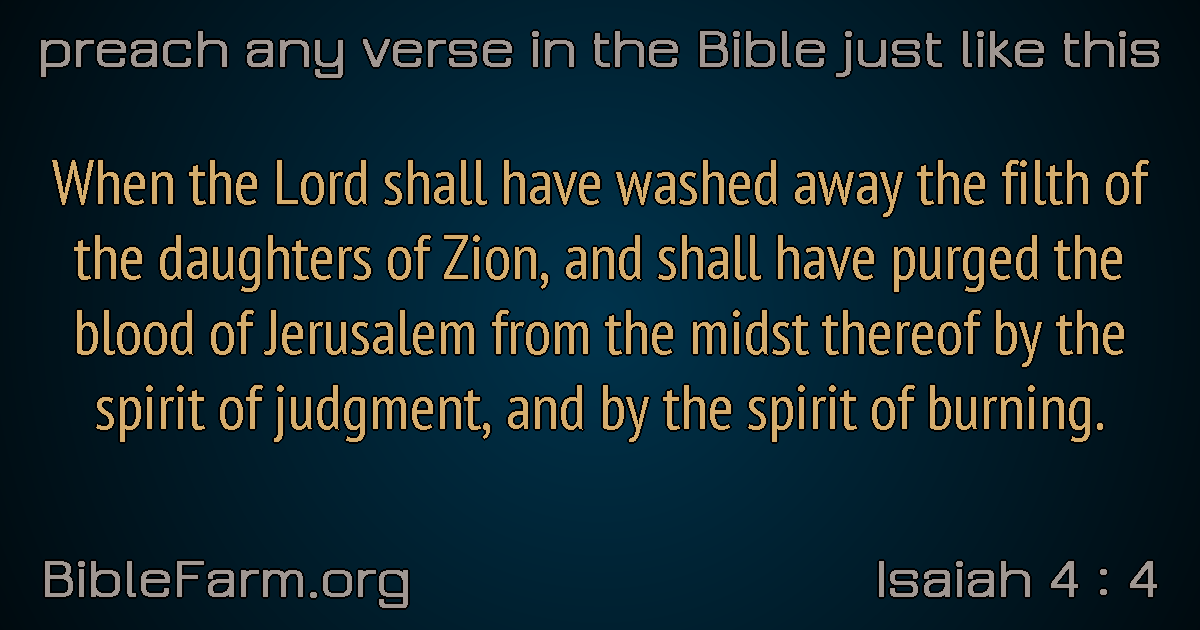 preach any verse in the Bible just like this
When the Lord shall have washed away the filth of
the daughters of Zion, and shall have purged the
blood of Jerusalem from the midst thereof by the
spirit of judgment, and by the spirit of burning.
BibleFarm.org
Isaiah 4 : 4